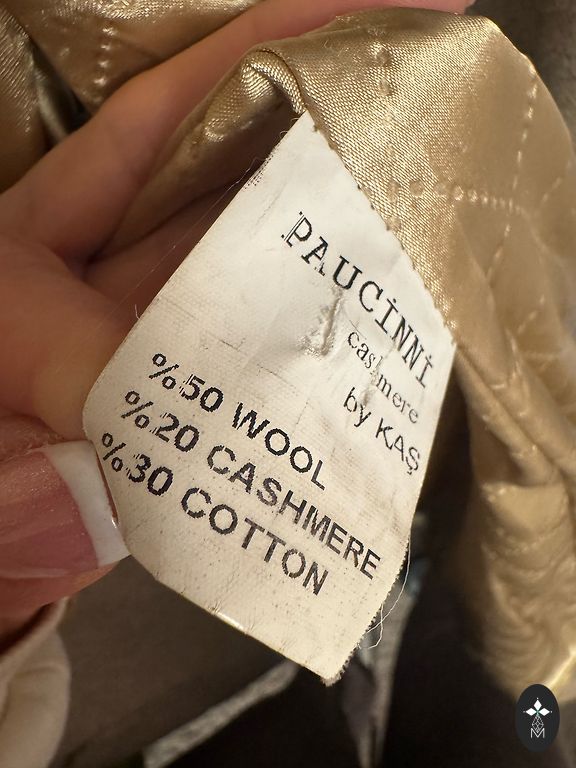 PAUCİNNİ
cashmere
by KAŞ
%50 WOOL
%20 CASHMERE
%30 COTTON